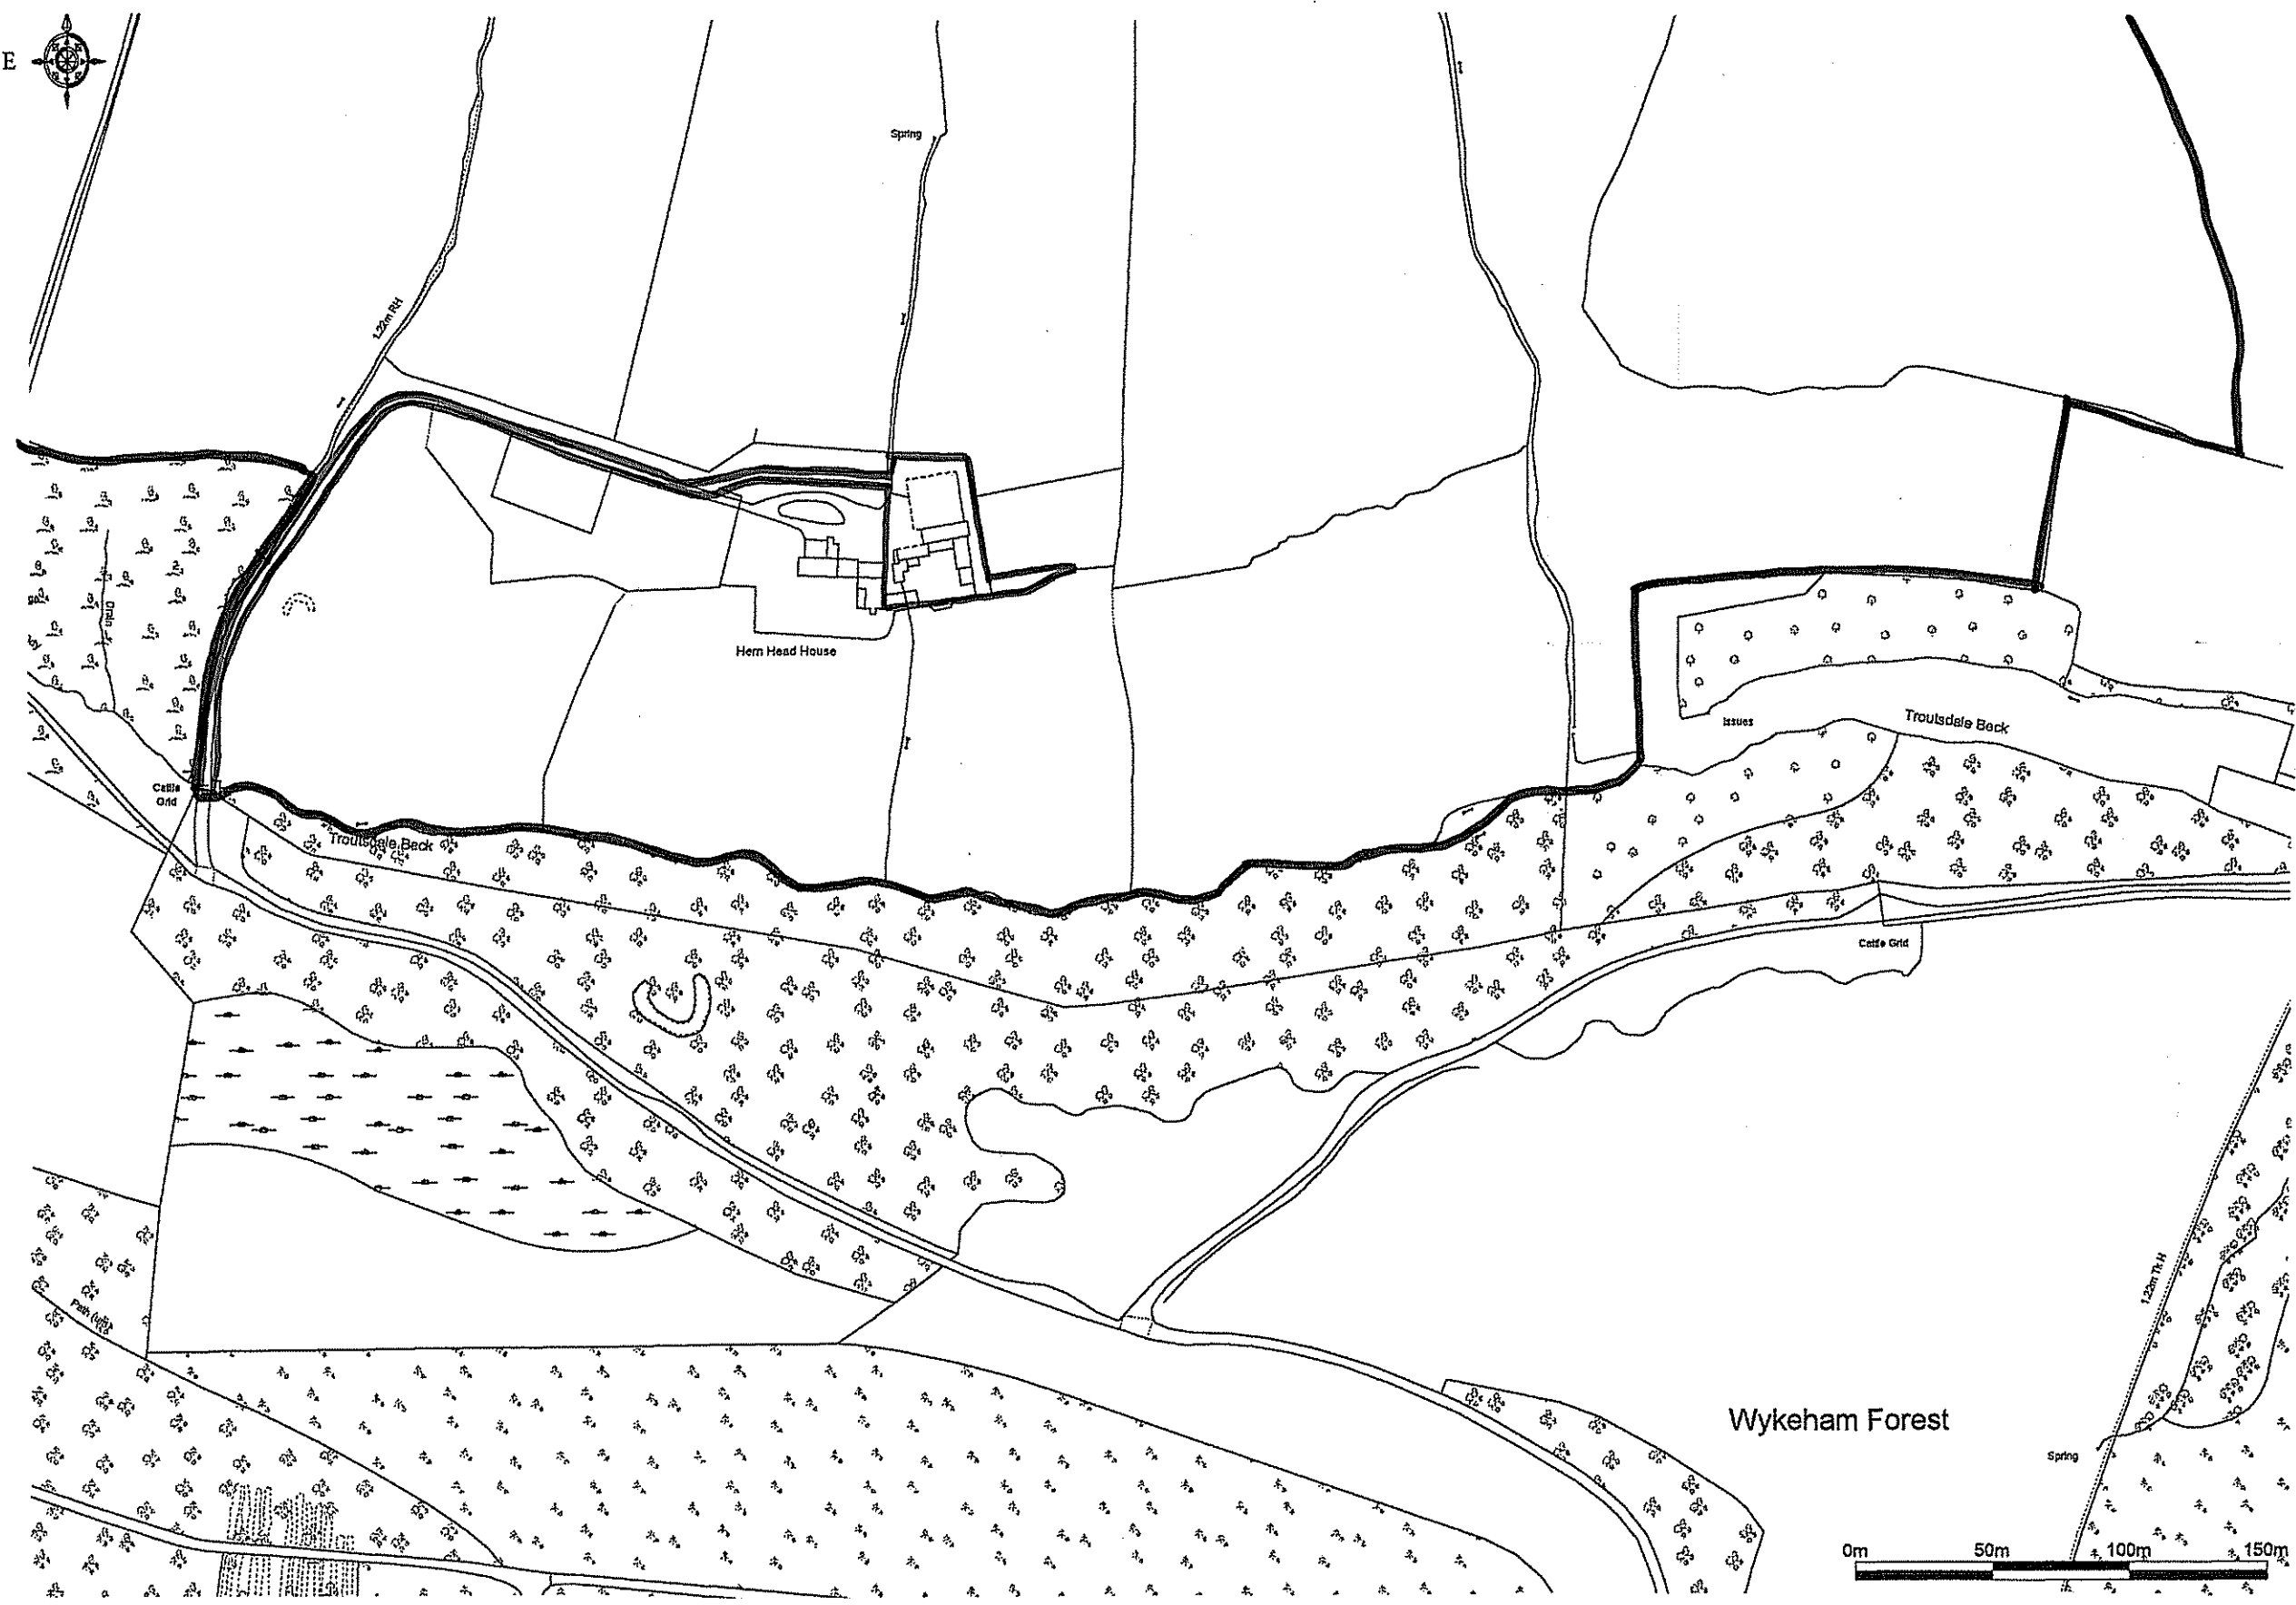 E
Spring
1.22m RH
Drain
Hern Head House
Issues
Troutsdale Beck
Cattle
Grid
Troutsdale Beck
Cattle Grid
1.22m Tk H
Path (um)
Wykeham Forest
Spring
0m 50m 100m 150m